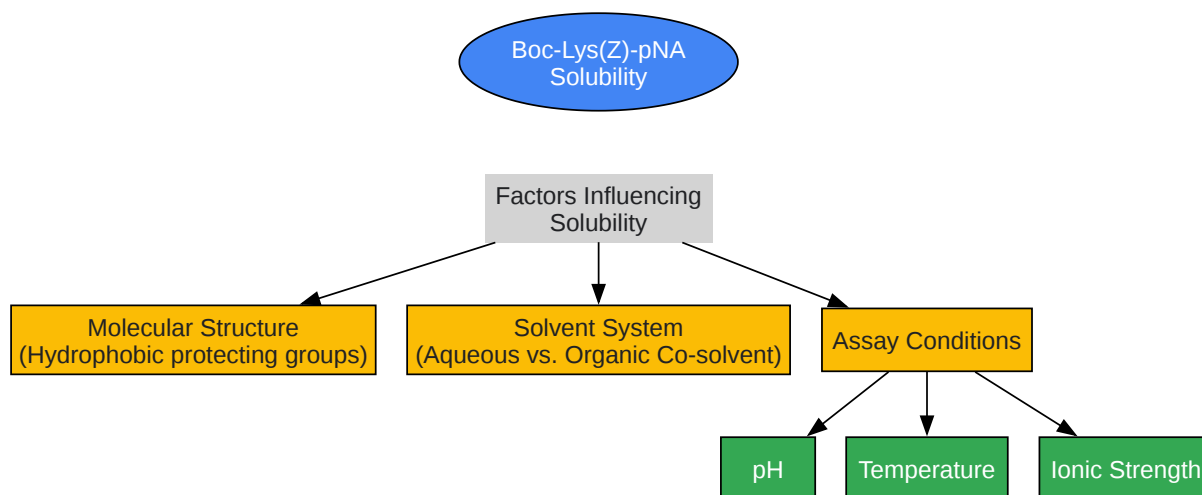 Boc-Lys(Z)-pNA
Solubility
Factors Influencing
Solubility
Molecular Structure
(Hydrophobic protecting groups)
Solvent System
(Aqueous vs. Organic Co-solvent)
Assay Conditions
pH
Temperature
Ionic Strength